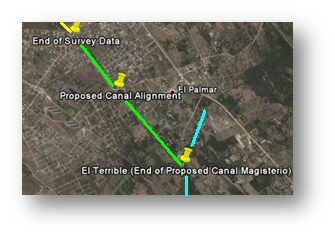 End of Survey Data
El Palmar
Proposed Canal Alignment
El Terrible (End of Proposed Canal Magisterio)